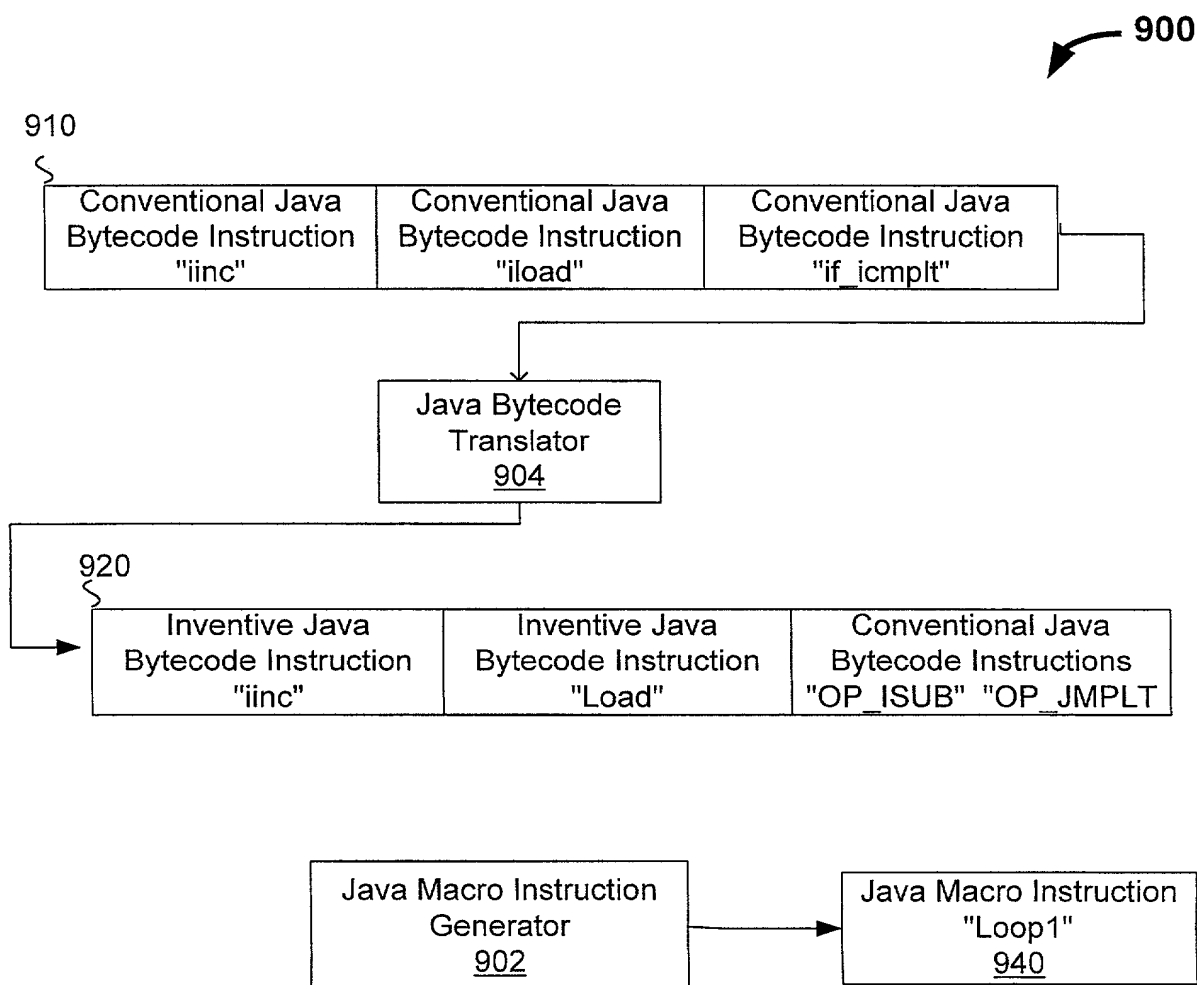 900
910
Conventional Java Bytecode Instruction "iinc"
Conventional Java Bytecode Instruction "iload"
Conventional Java Bytecode Instruction "if_icmplt"
Java Bytecode
Translator
904
920
Inventive Java Bytecode Instruction "iinc"
Inventive Java Bytecode Instruction "Load"
Conventional Java Bytecode Instructions "OP_ISUB" "OP_JMPLT
Java Macro Instruction
Generator
902
Java Macro Instruction
"Loop1"
940